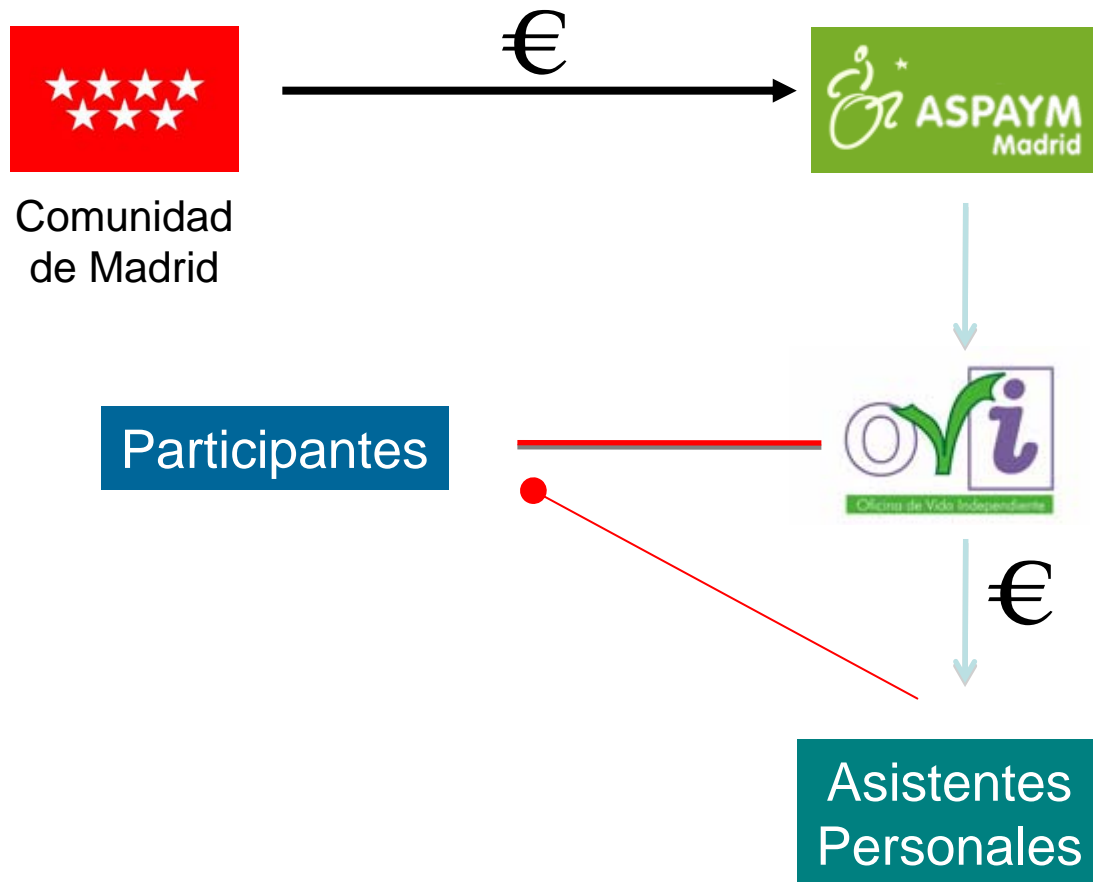 €
ASPAYM
Madrid
Comunidad
de Madrid
Participantes
ovi
Oficina de Vida Independiente
€
Asistentes
Personales